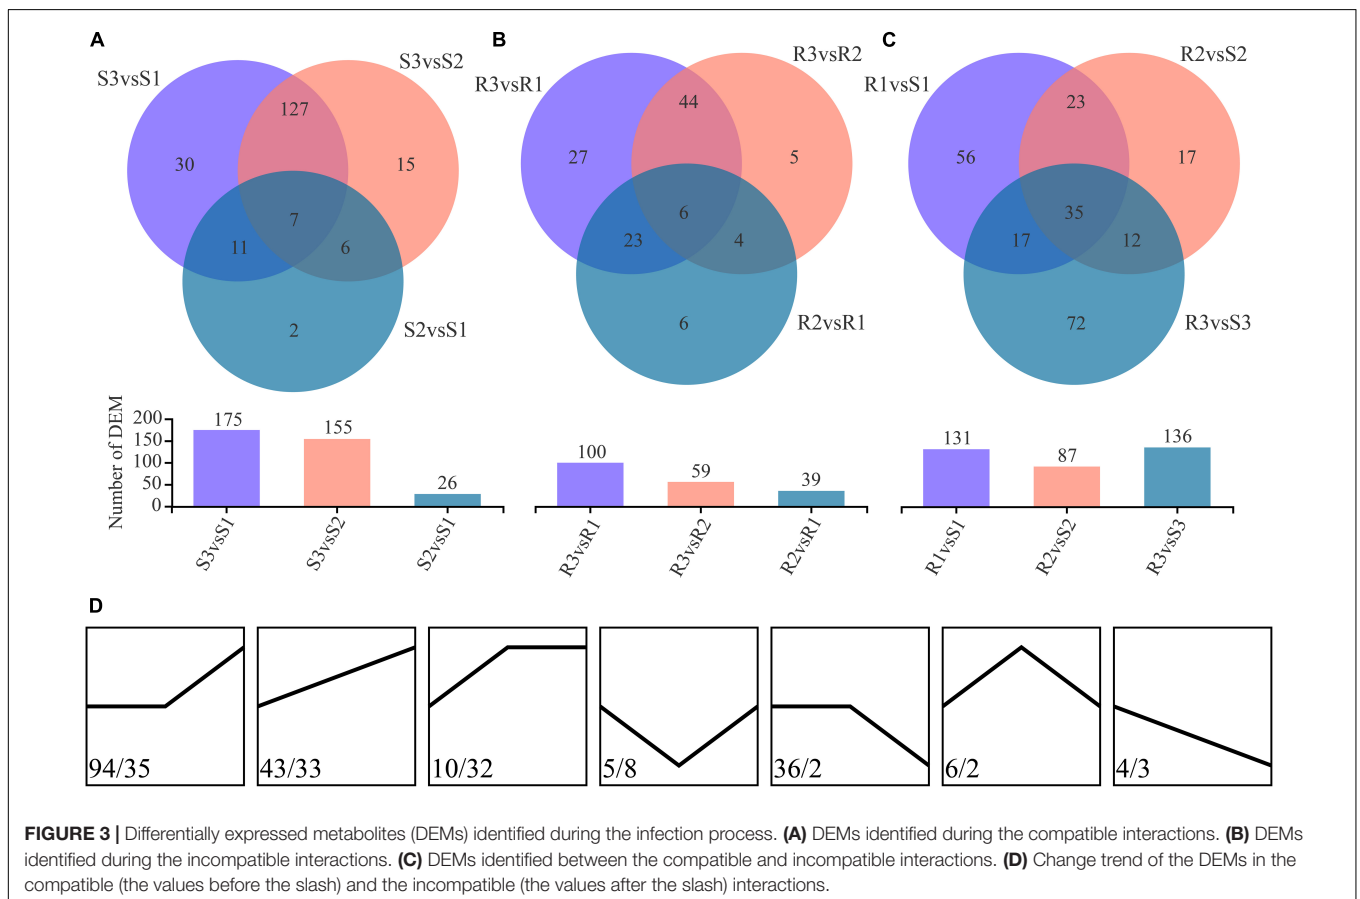 A
B
C
S3vsS1
S3vsS2
127
30
15
7
11
6
2
S2vsS1
R3vsR1
R3vsR2
44
27
5
6
23
4
6
R2vsR1
R1vsS1
R2vsS2
23
56
17
35
17
12
72
R3vsS3
Number of DEM
200
150
100
50
0
175
155
26
S3vsS1
S3vsS2
S2vsS1
100
59
39
R3vsR1
R3vsR2
R2vsR1
131
87
136
R1vsS1
R2vsS2
R3vsS3
D
94/35
43/33
10/32
5/8
36/2
6/2
4/3
FIGURE 3 | Differentially expressed metabolites (DEMs) identified during the infection process. (A) DEMs identified during the compatible interactions. (B) DEMs
identified during the incompatible interactions. (C) DEMs identified between the compatible and incompatible interactions. (D) Change trend of the DEMs in the
compatible (the values before the slash) and the incompatible (the values after the slash) interactions.